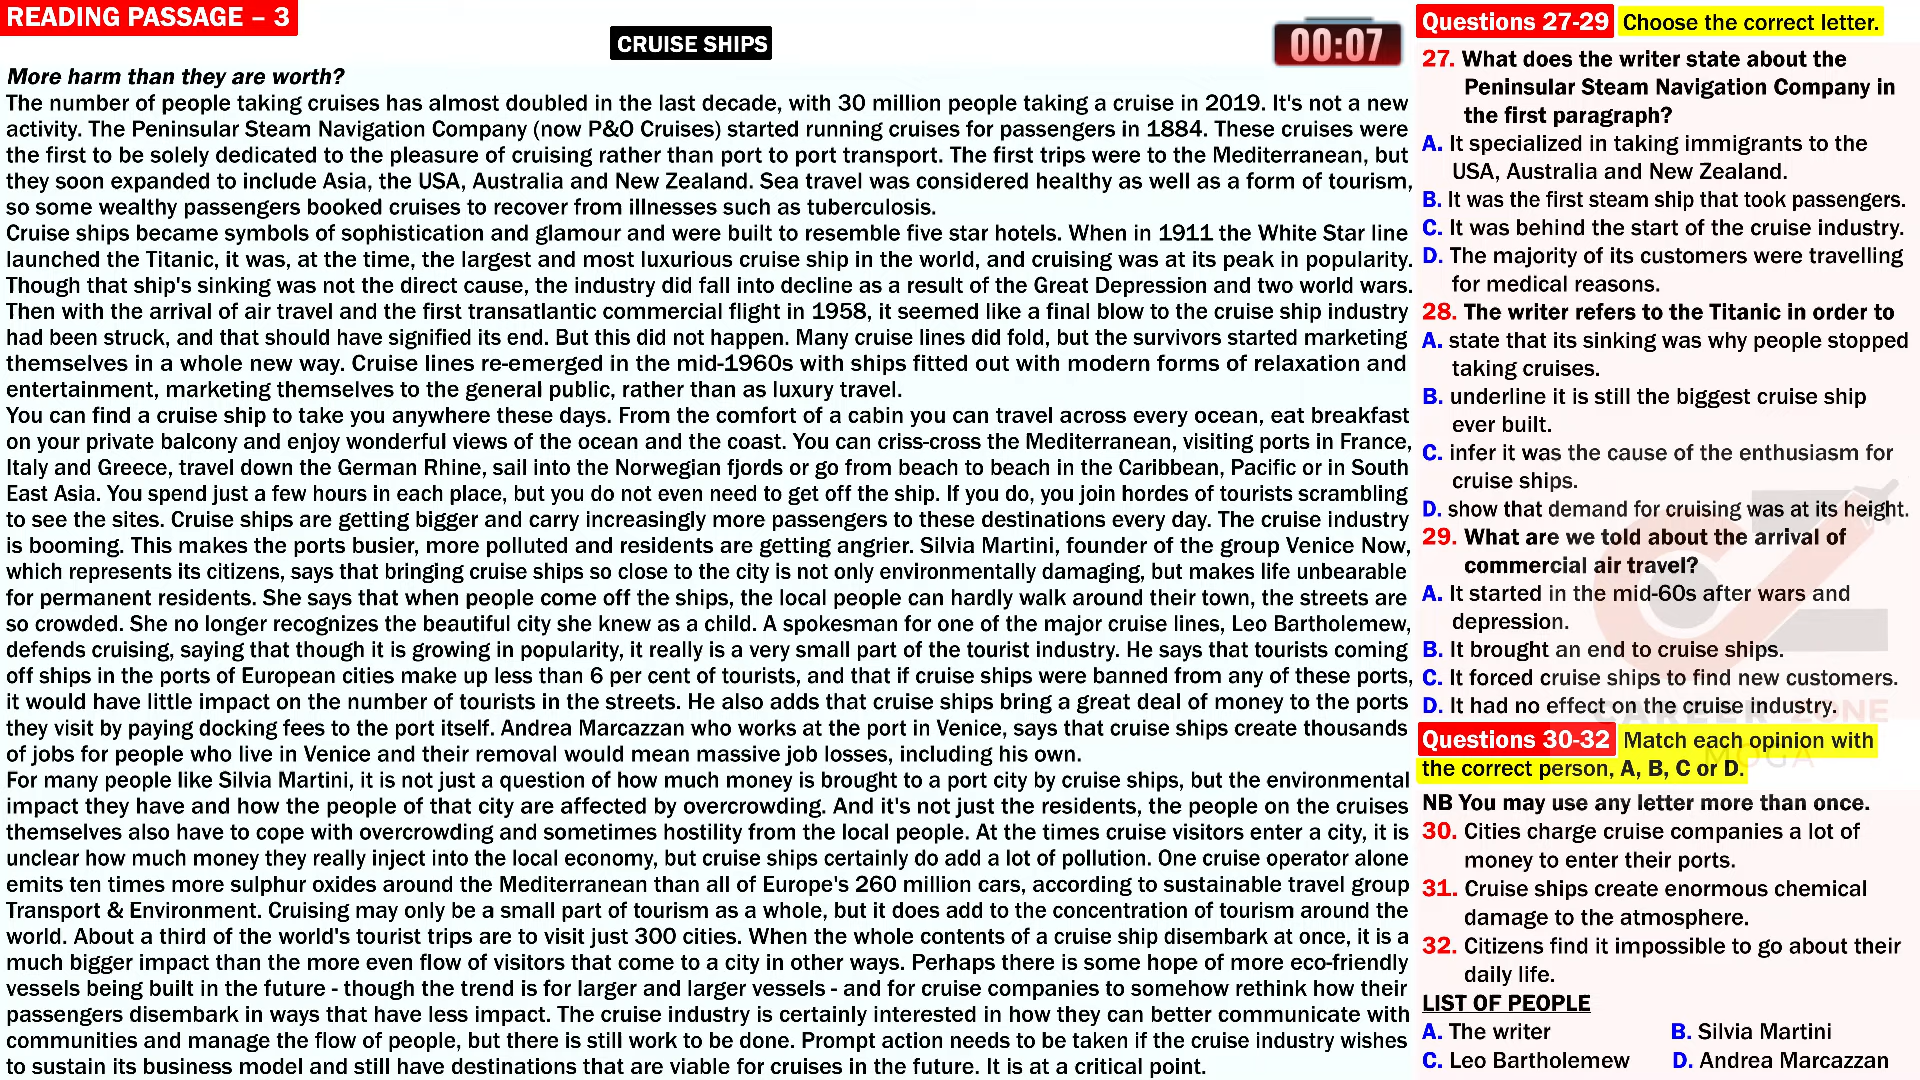 READING PASSAGE – 3
CRUISE SHIPS
00:07
More harm than they are worth?
The number of people taking cruises has almost doubled in the last decade, with 30 million people taking a cruise in 2019. It's not a new
activity. The Peninsular Steam Navigation Company (now P&O Cruises) started running cruises for passengers in 1884. These cruises were
the first to be solely dedicated to the pleasure of cruising rather than port to port transport. The first trips were to the Mediterranean, but
they soon expanded to include Asia, the USA, Australia and New Zealand. Sea travel was considered healthy as well as a form of tourism,
so some wealthy passengers booked cruises to recover from illnesses such as tuberculosis.
Cruise ships became symbols of sophistication and glamour and were built to resemble five star hotels. When in 1911 the White Star line
launched the Titanic, it was, at the time, the largest and most luxurious cruise ship in the world, and cruising was at its peak in popularity.
Though that ship's sinking was not the direct cause, the industry did fall into decline as a result of the Great Depression and two world wars.
Then with the arrival of air travel and the first transatlantic commercial flight in 1958, it seemed like a final blow to the cruise ship industry
had been struck, and that should have signified its end. But this did not happen. Many cruise lines did fold, but the survivors started marketing
themselves in a whole new way. Cruise lines re-emerged in the mid-1960s with ships fitted out with modern forms of relaxation and
entertainment, marketing themselves to the general public, rather than as luxury travel.
You can find a cruise ship to take you anywhere these days. From the comfort of a cabin you can travel across every ocean, eat breakfast
on your private balcony and enjoy wonderful views of the ocean and the coast. You can criss-cross the Mediterranean, visiting ports in France,
Italy and Greece, travel down the German Rhine, sail into the Norwegian fjords or go from beach to beach in the Caribbean, Pacific or in South
East Asia. You spend just a few hours in each place, but you do not even need to get off the ship. If you do, you join hordes of tourists scrambling
to see the sites. Cruise ships are getting bigger and carry increasingly more passengers to these destinations every day. The cruise industry
is booming. This makes the ports busier, more polluted and residents are getting angrier. Silvia Martini, founder of the group Venice Now,
which represents its citizens, says that bringing cruise ships so close to the city is not only environmentally damaging, but makes life unbearable
for permanent residents. She says that when people come off the ships, the local people can hardly walk around their town, the streets are
so crowded. She no longer recognizes the beautiful city she knew as a child. A spokesman for one of the major cruise lines, Leo Bartholemew,
defends cruising, saying that though it is growing in popularity, it really is a very small part of the tourist industry. He says that tourists coming
off ships in the ports of European cities make up less than 6 per cent of tourists, and that if cruise ships were banned from any of these ports,
it would have little impact on the number of tourists in the streets. He also adds that cruise ships bring a great deal of money to the ports
they visit by paying docking fees to the port itself. Andrea Marcazzan who works at the port in Venice, says that cruise ships create thousands
of jobs for people who live in Venice and their removal would mean massive job losses, including his own.
For many people like Silvia Martini, it is not just a question of how much money is brought to a port city by cruise ships, but the environmental
impact they have and how the people of that city are affected by overcrowding. And it's not just the residents, the people on the cruises
themselves also have to cope with overcrowding and sometimes hostility from the local people. At the times cruise visitors enter a city, it is
unclear how much money they really inject into the local economy, but cruise ships certainly do add a lot of pollution. One cruise operator alone
emits ten times more sulphur oxides around the Mediterranean than all of Europe's 260 million cars, according to sustainable travel group
Transport & Environment. Cruising may only be a small part of tourism as a whole, but it does add to the concentration of tourism around the
world. About a third of the world's tourist trips are to visit just 300 cities. When the whole contents of a cruise ship disembark at once, it is a
much bigger impact than the more even flow of visitors that come to a city in other ways. Perhaps there is some hope of more eco-friendly
vessels being built in the future - though the trend is for larger and larger vessels - and for cruise companies to somehow rethink how their
passengers disembark in ways that have less impact. The cruise industry is certainly interested in how they can better communicate with
communities and manage the flow of people, but there is still work to be done. Prompt action needs to be taken if the cruise industry wishes
to sustain its business model and still have destinations that are viable for cruises in the future. It is at a critical point.
Questions 27-29 Choose the correct letter.
27. What does the writer state about the
Peninsular Steam Navigation Company in
the first paragraph?
A. It specialized in taking immigrants to the
USA, Australia and New Zealand.
B. It was the first steam ship that took passengers.
C. It was behind the start of the cruise industry.
D. The majority of its customers were travelling
for medical reasons.
28. The writer refers to the Titanic in order to
A. state that its sinking was why people stopped
taking cruises.
B. underline it is still the biggest cruise ship
ever built.
C. infer it was the cause of the enthusiasm for
cruise ships.
D. show that demand for cruising was at its height.
29. What are we told about the arrival of
commercial air travel?
A. It started in the mid-60s after wars and
depression.
B. It brought an end to cruise ships.
C. It forced cruise ships to find new customers.
D. It had no effect on the cruise industry.
CAREER ZONE
MOGA
Questions 30-32 Match each opinion with
the correct person, A, B, C or D.
NB You may use any letter more than once.
30. Cities charge cruise companies a lot of
money to enter their ports.
31. Cruise ships create enormous chemical
damage to the atmosphere.
32. Citizens find it impossible to go about their
daily life.
LIST OF PEOPLE
A. The writer B. Silvia Martini
C. Leo Bartholemew D. Andrea Marcazzan